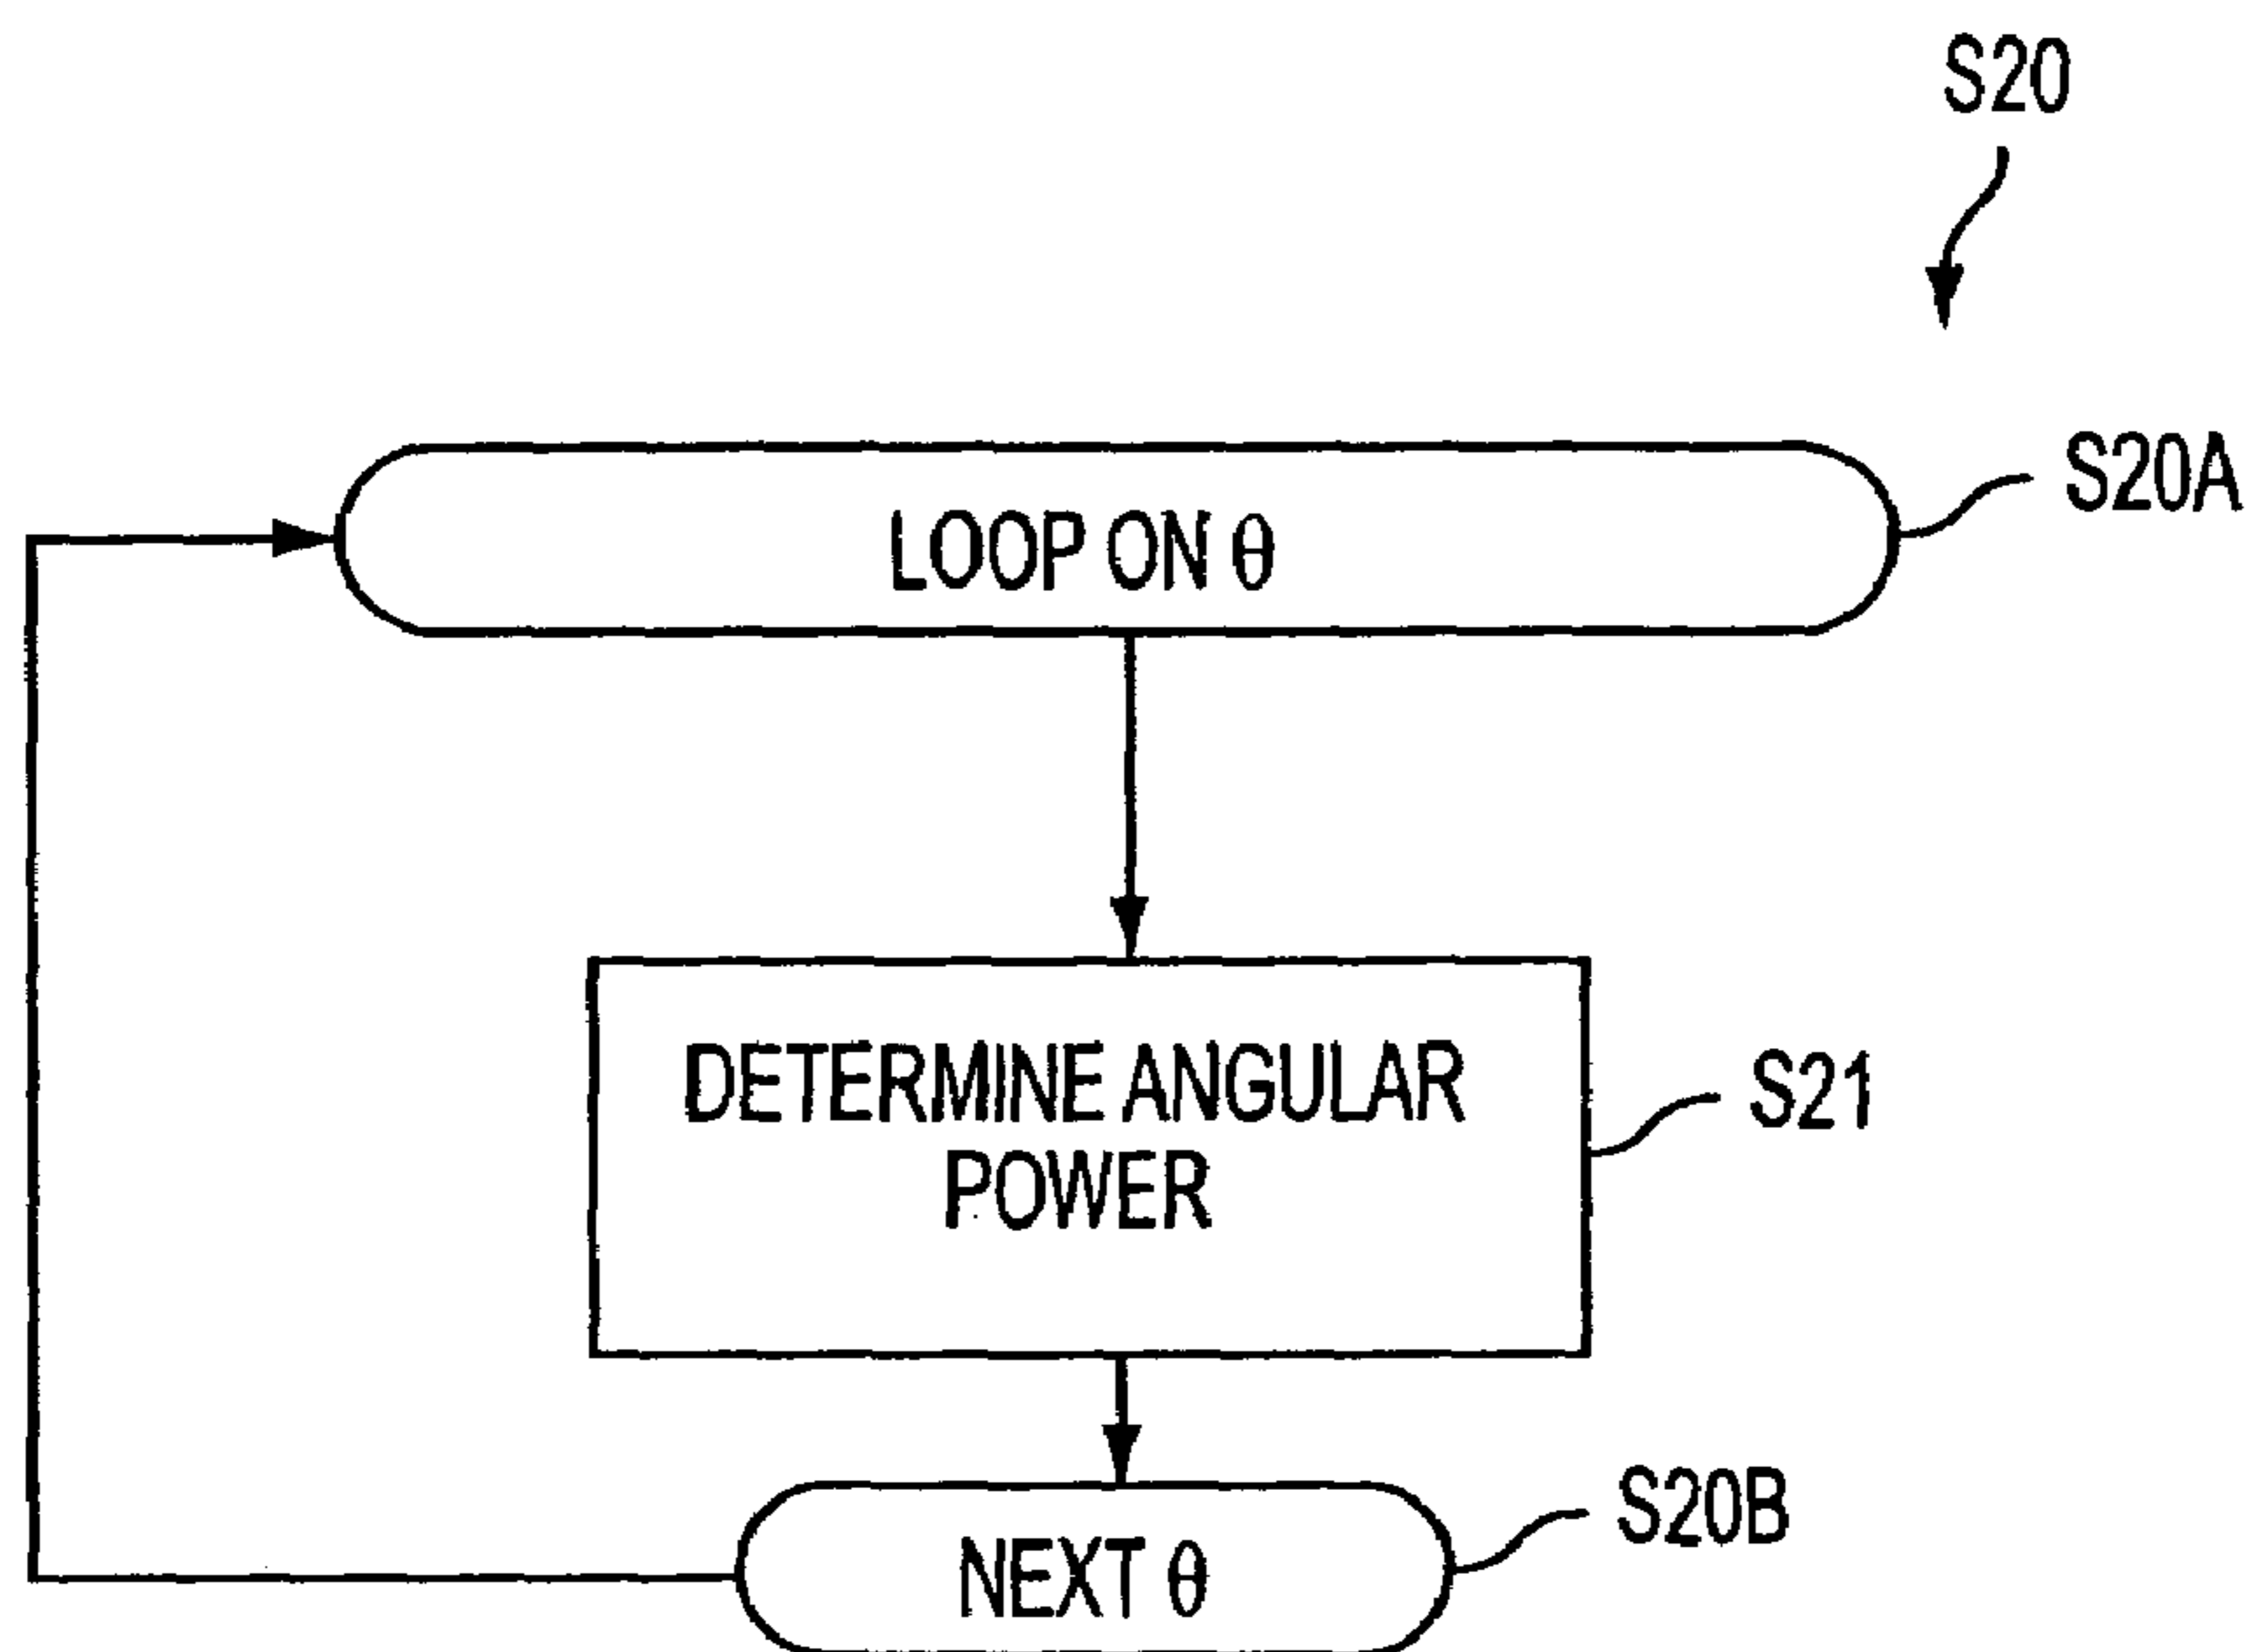 S20
S20A
LOOP ON θ
DETERMINE ANGULAR
POWER
S21
S20B
NEXT θ